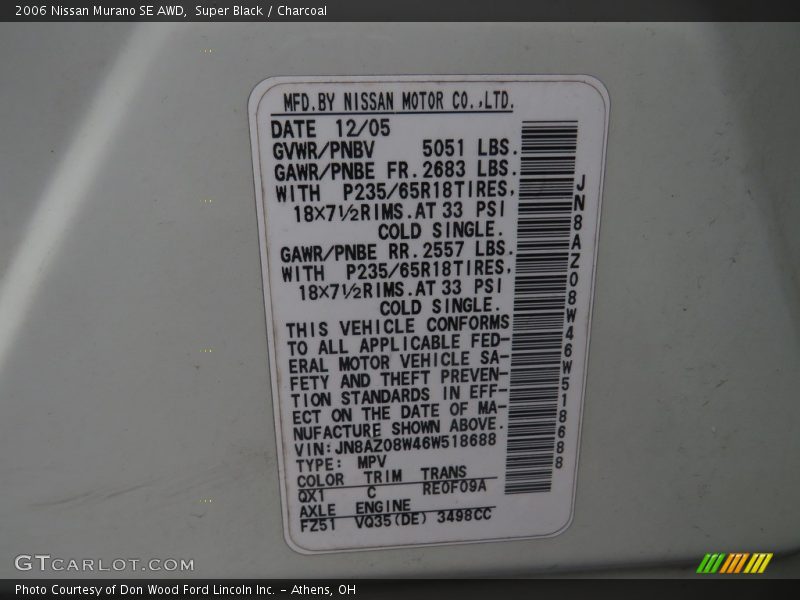 2006 Nissan Murano SE AWD,  Super Black / Charcoal
MFD.BY NISSAN MOTOR CO.,LTD.
DATE 12/05
GVWR/PNBV 5051 LBS.
GAWR/PNBE FR.2683 LBS.
WITH P235/65R18TIRES,
18×7½RIMS.AT 33 PSI
COLD SINGLE.
GAWR/PNBE RR.2557 LBS.
WITH P235/65R18TIRES,
18×7½RIMS.AT 33 PSI
COLD SINGLE.
THIS VEHICLE CONFORMS
TO ALL APPLICABLE FED-
ERAL MOTOR VEHICLE SA-
FETY AND THEFT PREVEN-
TION STANDARDS IN EFF-
ECT ON THE DATE OF MA-
NUFACTURE SHOWN ABOVE.
VIN:JN8AZ08W46W518688
TYPE: MPV
COLOR TRIM TRANS
QX1 C RE0F09A
AXLE ENGINE
FZ51 VQ35(DE) 3498CC
JN8AZ08W46W518688
GTCARLOT.COM
Photo Courtesy of Don Wood Ford Lincoln Inc. - Athens, OH